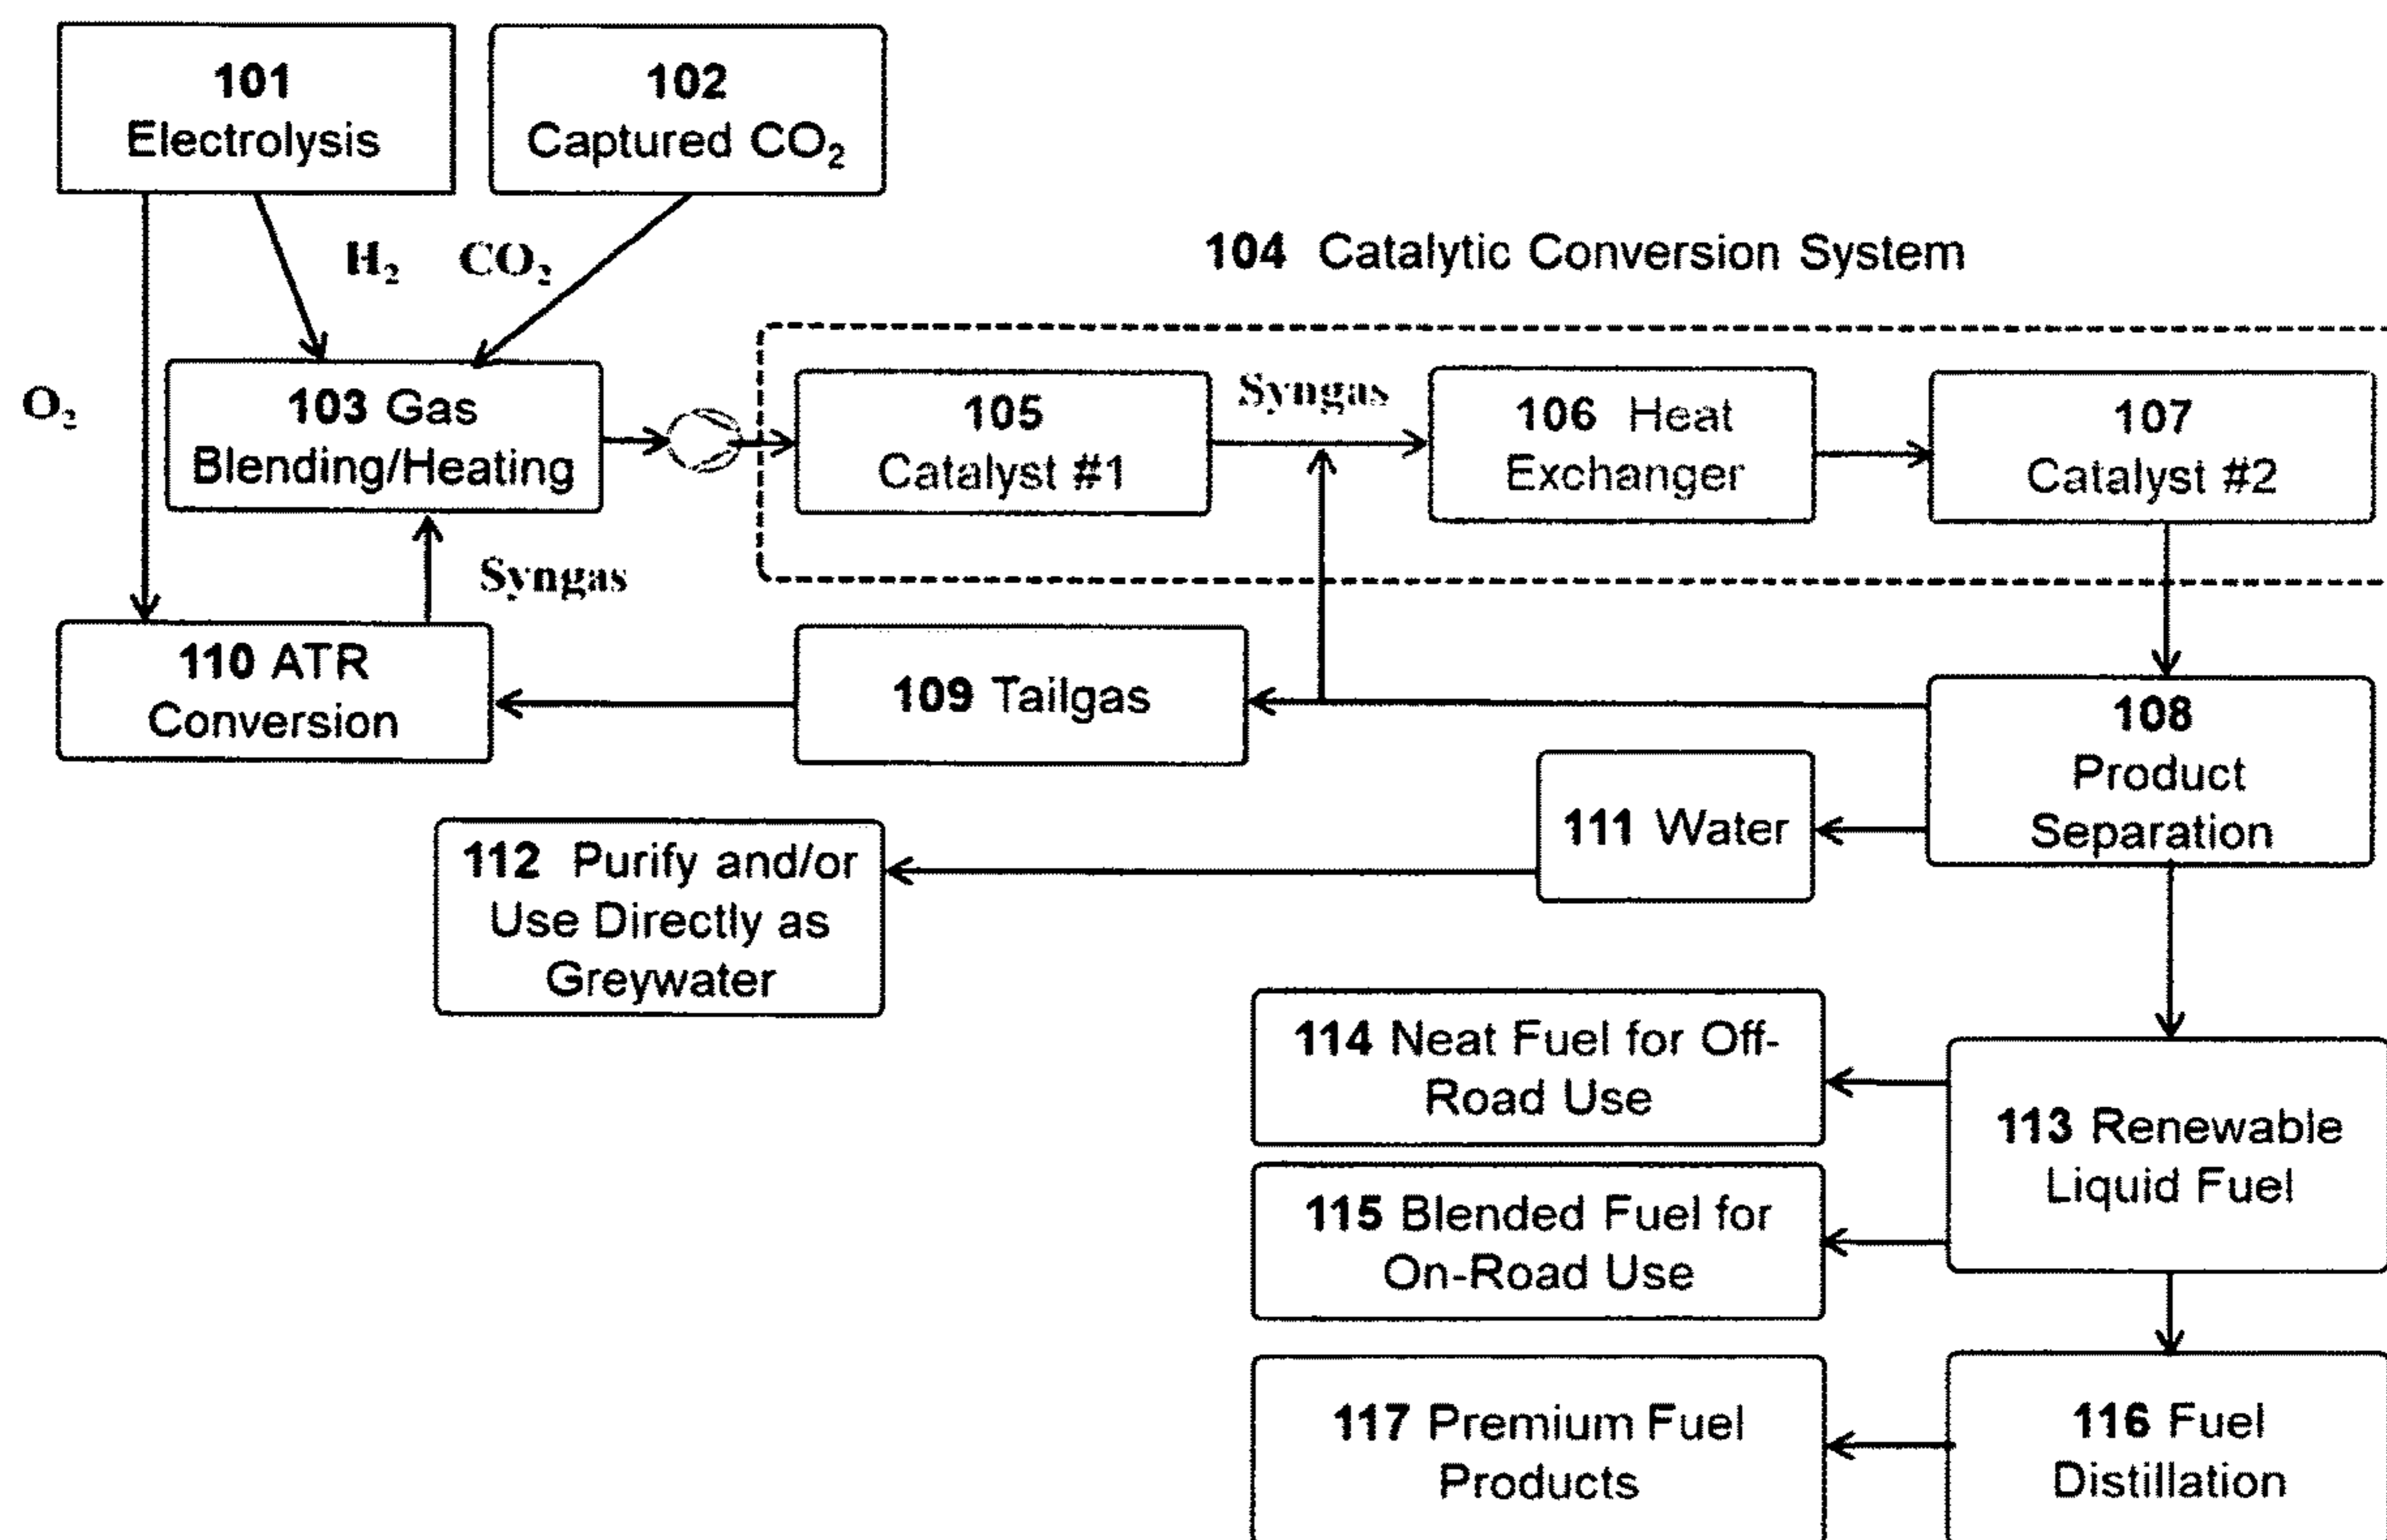 101
Electrolysis
102
Captured CO₂
H₂
CO₂
104 Catalytic Conversion System
O₂
103 Gas
Blending/Heating
105
Catalyst #1
Syngas
106 Heat
Exchanger
107
Catalyst #2
Syngas
110 ATR
Conversion
109 Tailgas
108
Product
Separation
111 Water
112 Purify and/or
Use Directly as
Greywater
114 Neat Fuel for Off-
Road Use
113 Renewable
Liquid Fuel
115 Blended Fuel for
On-Road Use
117 Premium Fuel
Products
116 Fuel
Distillation